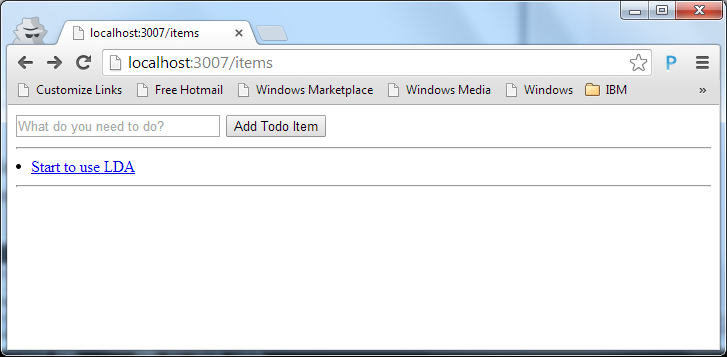 localhost:3007/items
localhost:3007/items
Customize Links Free Hotmail Windows Marketplace Windows Media Windows IBM »
What do you need to do? Add Todo Item
• Start to use LDA